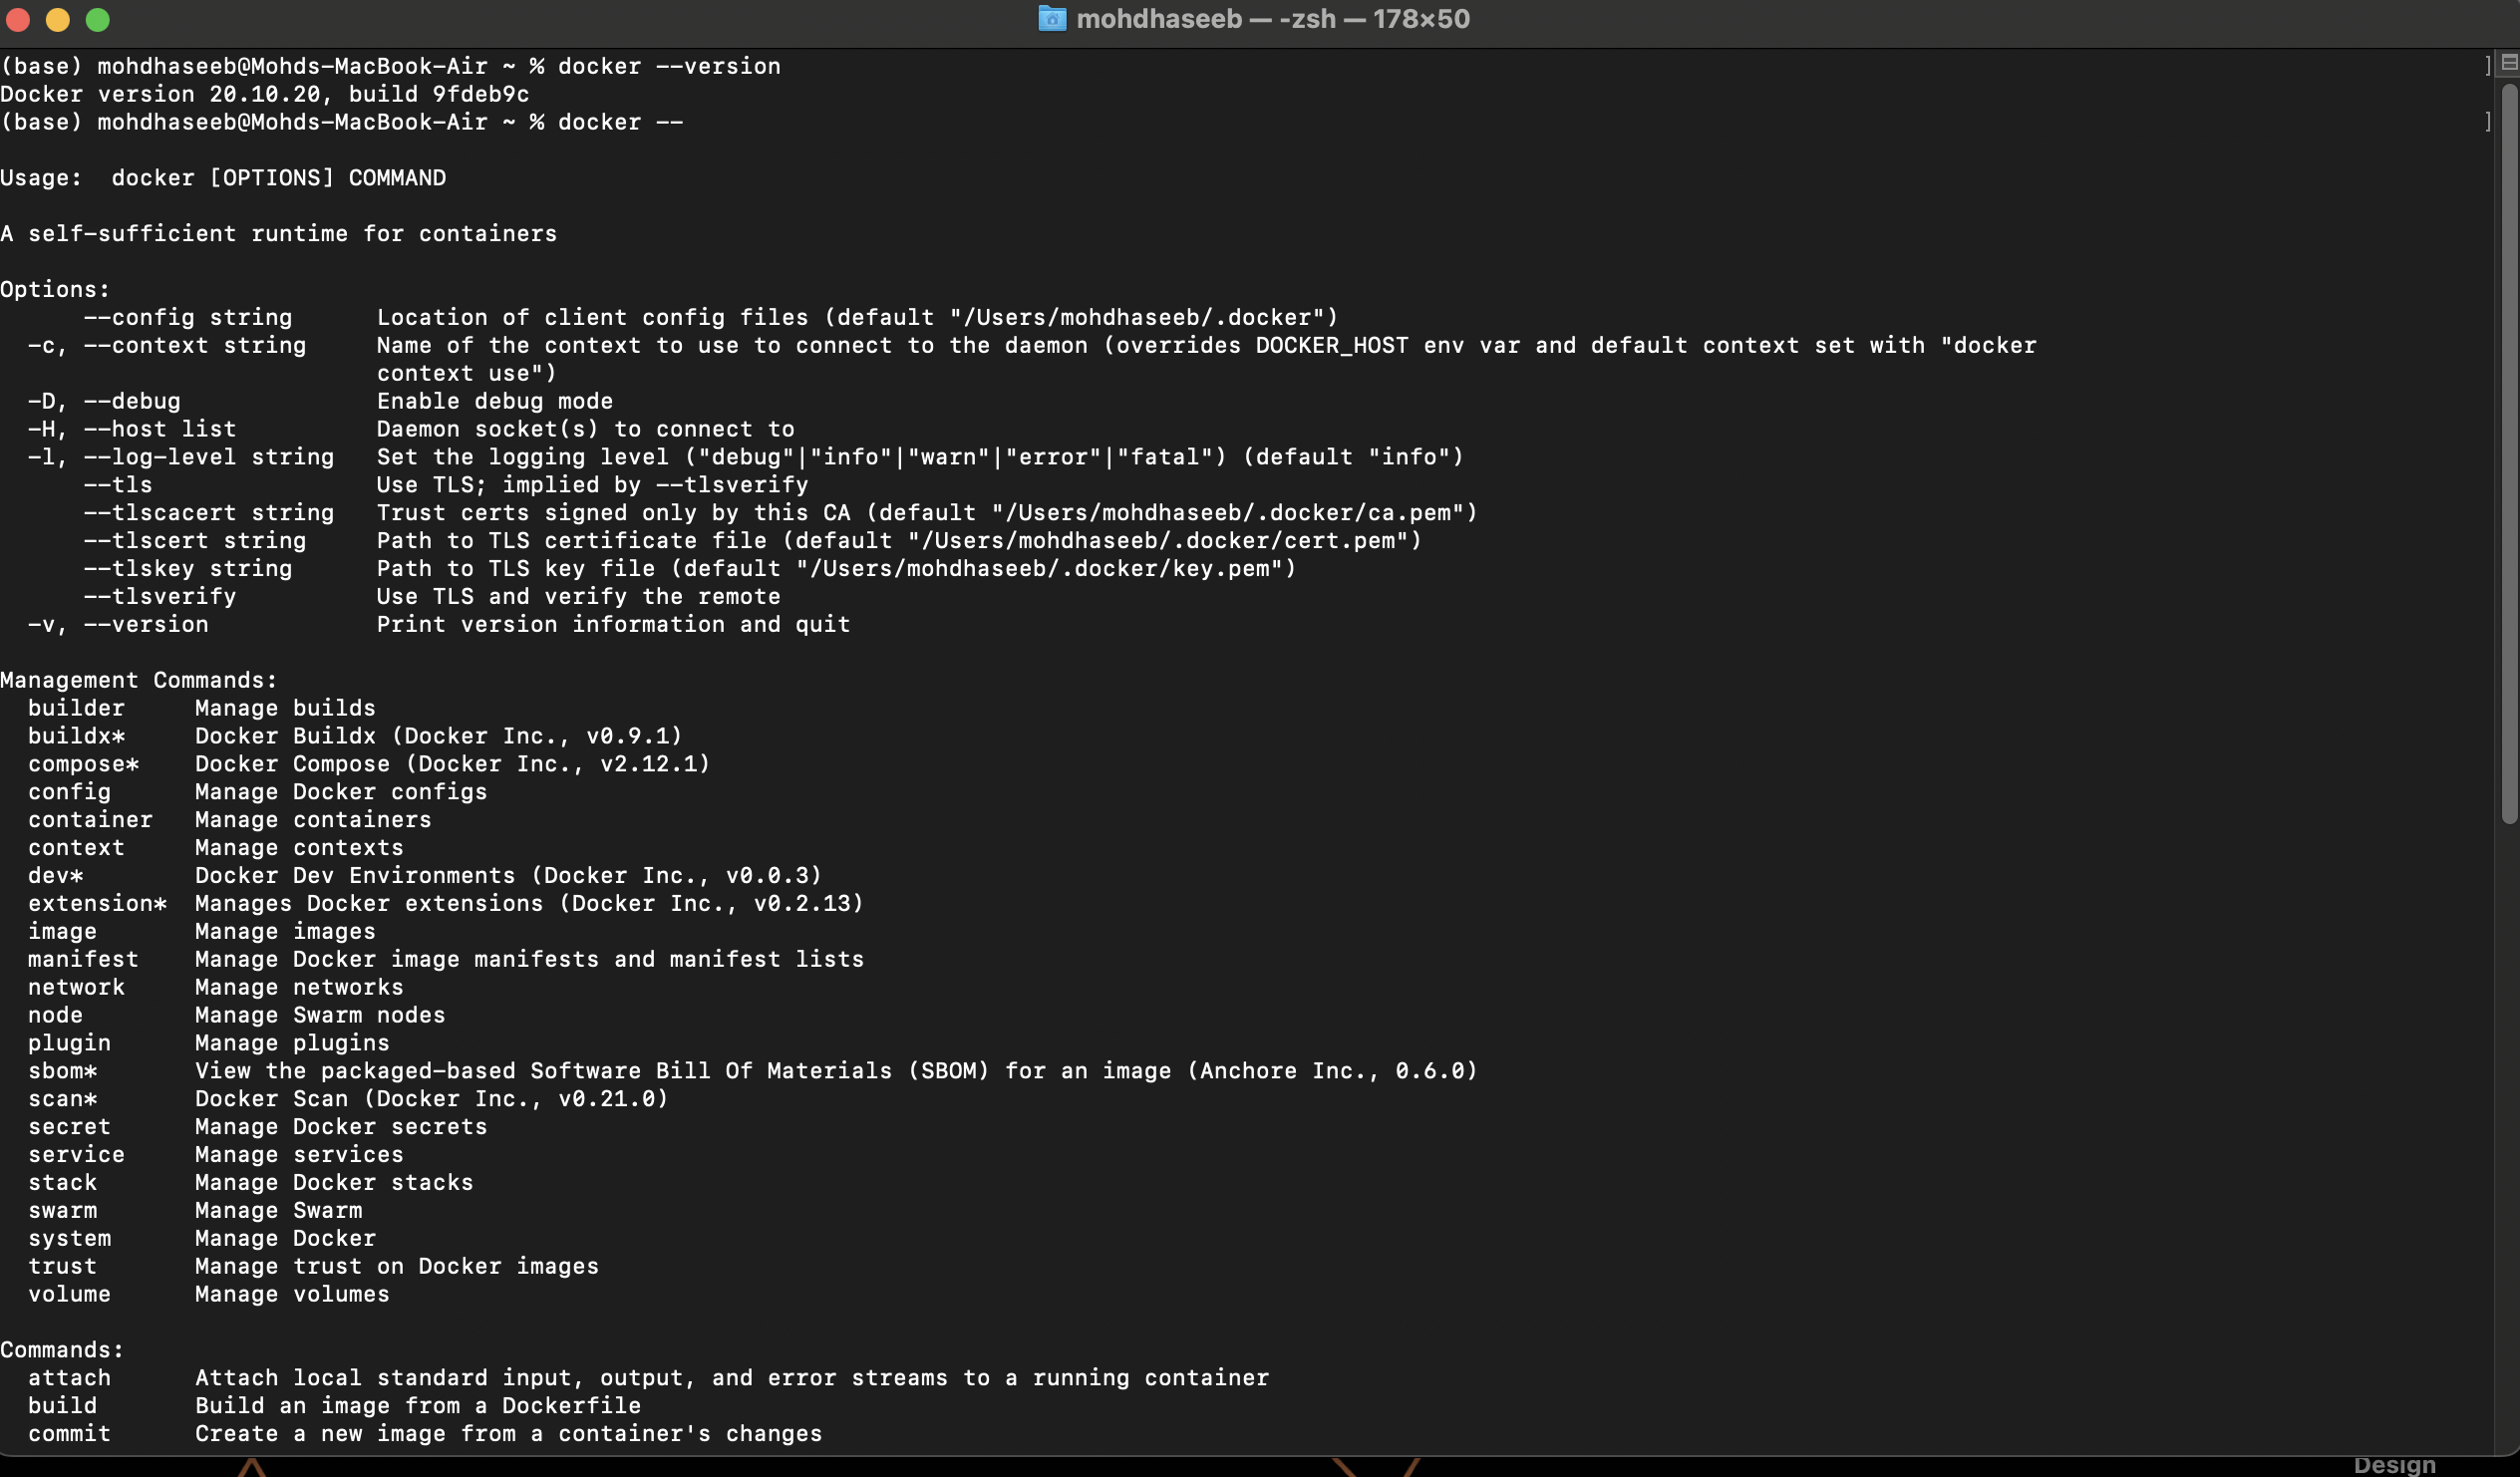 mohdhaseeb — -zsh — 178×50
(base) mohdhaseeb@Mohds-MacBook-Air ~ % docker --version
Docker version 20.10.20, build 9fdeb9c
(base) mohdhaseeb@Mohds-MacBook-Air ~ % docker --
Usage:  docker [OPTIONS] COMMAND
A self-sufficient runtime for containers
Options:
      --config string      Location of client config files (default "/Users/mohdhaseeb/.docker")
  -c, --context string     Name of the context to use to connect to the daemon (overrides DOCKER_HOST env var and default context set with "docker
                           context use")
  -D, --debug              Enable debug mode
  -H, --host list          Daemon socket(s) to connect to
  -l, --log-level string   Set the logging level ("debug"|"info"|"warn"|"error"|"fatal") (default "info")
      --tls                Use TLS; implied by --tlsverify
      --tlscacert string   Trust certs signed only by this CA (default "/Users/mohdhaseeb/.docker/ca.pem")
      --tlscert string     Path to TLS certificate file (default "/Users/mohdhaseeb/.docker/cert.pem")
      --tlskey string      Path to TLS key file (default "/Users/mohdhaseeb/.docker/key.pem")
      --tlsverify          Use TLS and verify the remote
  -v, --version            Print version information and quit
Management Commands:
  builder     Manage builds
  buildx*     Docker Buildx (Docker Inc., v0.9.1)
  compose*    Docker Compose (Docker Inc., v2.12.1)
  config      Manage Docker configs
  container   Manage containers
  context     Manage contexts
  dev*        Docker Dev Environments (Docker Inc., v0.0.3)
  extension*  Manages Docker extensions (Docker Inc., v0.2.13)
  image       Manage images
  manifest    Manage Docker image manifests and manifest lists
  network     Manage networks
  node        Manage Swarm nodes
  plugin      Manage plugins
  sbom*       View the packaged-based Software Bill Of Materials (SBOM) for an image (Anchore Inc., 0.6.0)
  scan*       Docker Scan (Docker Inc., v0.21.0)
  secret      Manage Docker secrets
  service     Manage services
  stack       Manage Docker stacks
  swarm       Manage Swarm
  system      Manage Docker
  trust       Manage trust on Docker images
  volume      Manage volumes
Commands:
  attach      Attach local standard input, output, and error streams to a running container
  build       Build an image from a Dockerfile
  commit      Create a new image from a container's changes
Design